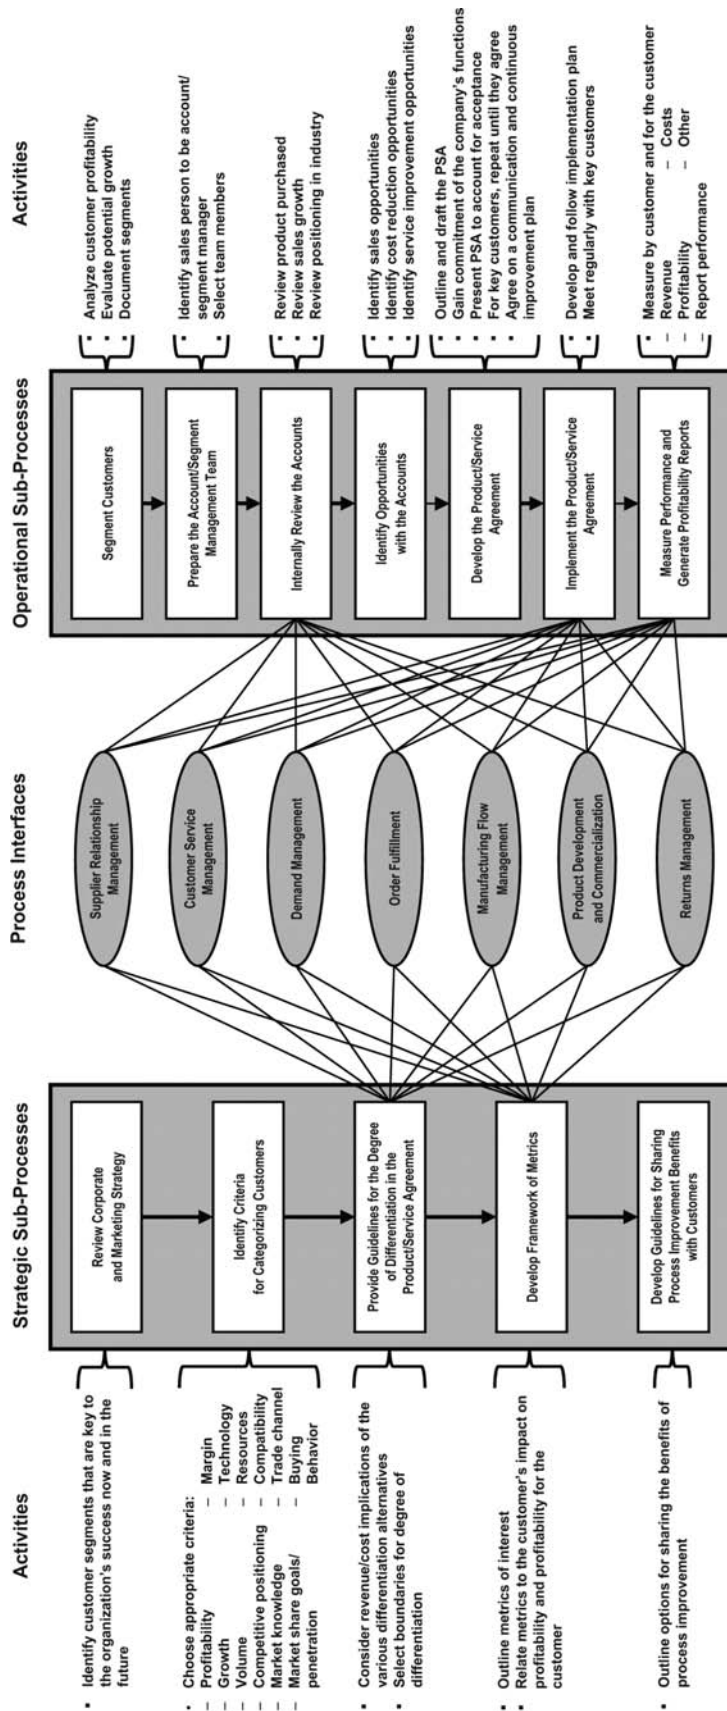 Activities
Strategic Sub-Processes
Process Interfaces
Operational Sub-Processes
Activities
▪ Identify customer segments that are key to
the organization's success now and in the
future
▪ Choose appropriate criteria:
– Profitability
– Growth
– Volume
– Competitive positioning
– Market knowledge
– Market share goals/
penetration
– Margin
– Technology
– Resources
– Compatibility
– Trade channel
– Buying
Behavior
▪ Consider revenue/cost implications of the
various differentiation alternatives
▪ Select boundaries for degree of
differentiation
▪ Outline metrics of interest
▪ Relate metrics to the customer's impact on
profitability and profitability for the
customer
▪ Outline options for sharing the benefits of
process improvement
Review Corporate
and Marketing Strategy
Identify Criteria
for Categorizing Customers
Provide Guidelines for the Degree
of Differentiation in the
Product/Service Agreement
Develop Framework of Metrics
Develop Guidelines for Sharing
Process Improvement Benefits
with Customers
Supplier Relationship
Management
Customer Service
Management
Demand Management
Order Fulfillment
Manufacturing Flow
Management
Product Development
and Commercialization
Returns Management
Segment Customers
Prepare the Account/Segment
Management Team
Internally Review the Accounts
Identify Opportunities
with the Accounts
Develop the Product/Service
Agreement
Implement the Product/Service
Agreement
Measure Performance and
Generate Profitability Reports
▪ Analyze customer profitability
▪ Evaluate potential growth
▪ Document segments
▪ Identify sales person to be account/
segment manager
▪ Select team members
▪ Review product purchased
▪ Review sales growth
▪ Review positioning in industry
▪ Identify sales opportunities
▪ Identify cost reduction opportunities
▪ Identify service improvement opportunities
▪ Outline and draft the PSA
▪ Gain commitment of the company's functions
▪ Present PSA to account for acceptance
▪ For key customers, repeat until they agree
▪ Agree on a communication and continuous
improvement plan
▪ Develop and follow implementation plan
▪ Meet regularly with key customers
▪ Measure by customer and for the customer
– Revenue – Costs
– Profitability – Other
– Report performance